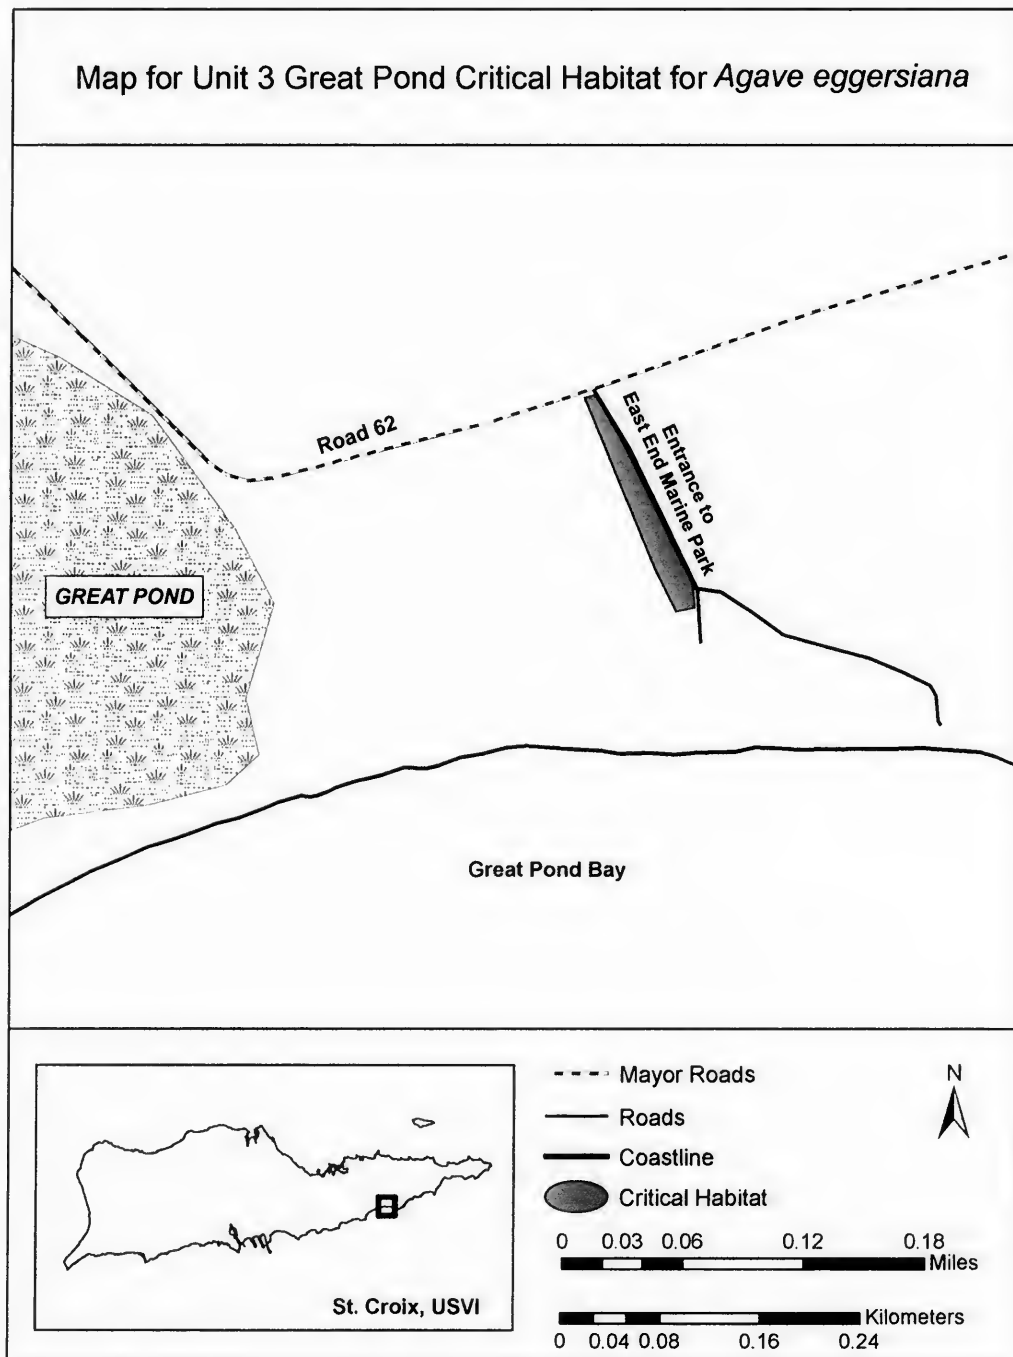 Map for Unit 3 Great Pond Critical Habitat for Agave eggersiana
Road 62
Entrance to
East End Marine Park
GREAT POND
Great Pond Bay
St. Croix, USVI
Mayor Roads
Roads
Coastline
Critical Habitat
N
0 0.03 0.06 0.12 0.18
Miles
Kilometers
0 0.04 0.08 0.16 0.24